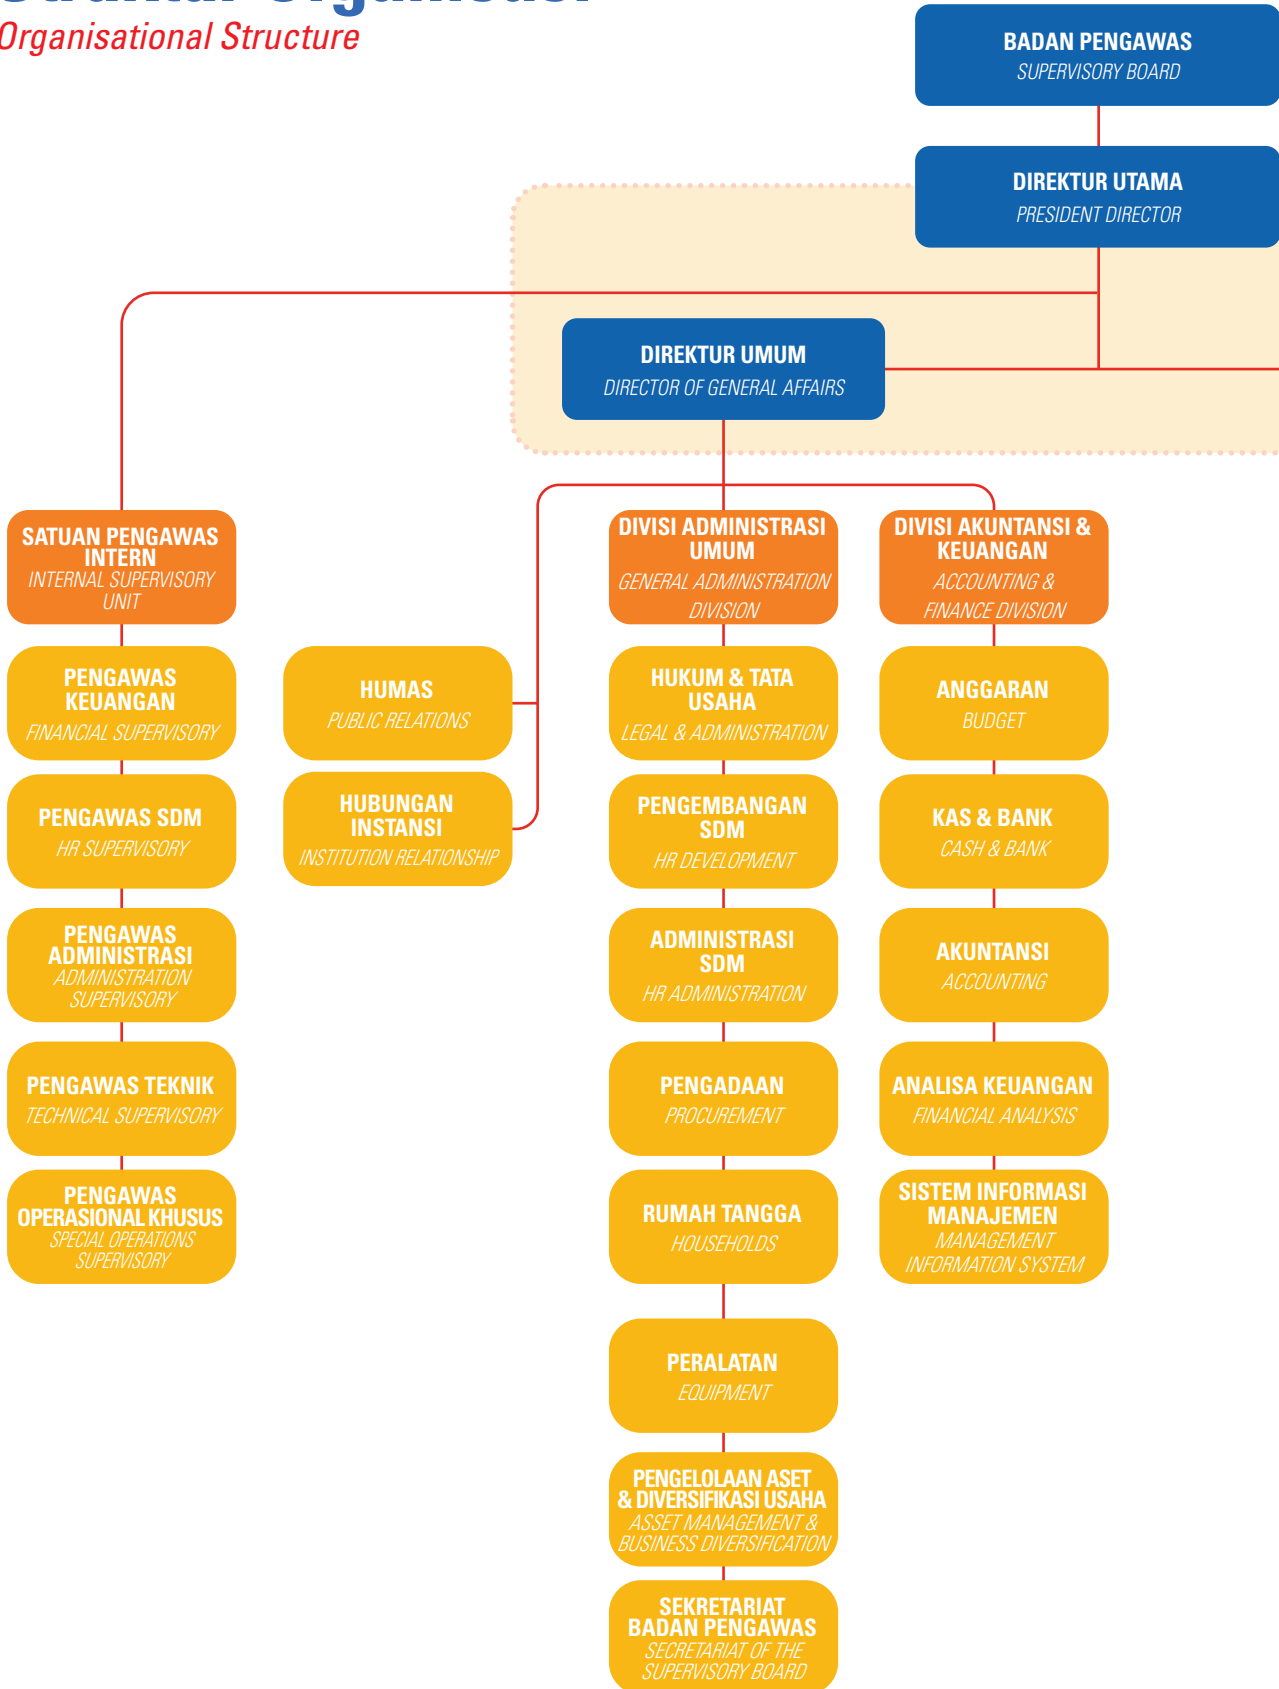 Struktur Organisasi
Organisational Structure
BADAN PENGAWAS
SUPERVISORY BOARD
DIREKTUR UTAMA
PRESIDENT DIRECTOR
DIREKTUR UMUM
DIRECTOR OF GENERAL AFFAIRS
SATUAN PENGAWAS
INTERN
INTERNAL SUPERVISORY
UNIT
PENGAWAS
KEUANGAN
FINANCIAL SUPERVISORY
PENGAWAS SDM
HR SUPERVISORY
PENGAWAS
ADMINISTRASI
ADMINISTRATION
SUPERVISORY
PENGAWAS TEKNIK
TECHNICAL SUPERVISORY
PENGAWAS
OPERASIONAL KHUSUS
SPECIAL OPERATIONS
SUPERVISORY
HUMAS
PUBLIC RELATIONS
HUBUNGAN
INSTANSI
INSTITUTION RELATIONSHIP
DIVISI ADMINISTRASI
UMUM
GENERAL ADMINISTRATION
DIVISION
HUKUM & TATA
USAHA
LEGAL & ADMINISTRATION
PENGEMBANGAN
SDM
HR DEVELOPMENT
ADMINISTRASI
SDM
HR ADMINISTRATION
PENGADAAN
PROCUREMENT
RUMAH TANGGA
HOUSEHOLDS
PERALATAN
EQUIPMENT
PENGELOLAAN ASET
& DIVERSIFIKASI USAHA
ASSET MANAGEMENT &
BUSINESS DIVERSIFICATION
SEKRETARIAT
BADAN PENGAWAS
SECRETARIAT OF THE
SUPERVISORY BOARD
DIVISI AKUNTANSI &
KEUANGAN
ACCOUNTING &
FINANCE DIVISION
ANGGARAN
BUDGET
KAS & BANK
CASH & BANK
AKUNTANSI
ACCOUNTING
ANALISA KEUANGAN
FINANCIAL ANALYSIS
SISTEM INFORMASI
MANAJEMEN
MANAGEMENT
INFORMATION SYSTEM